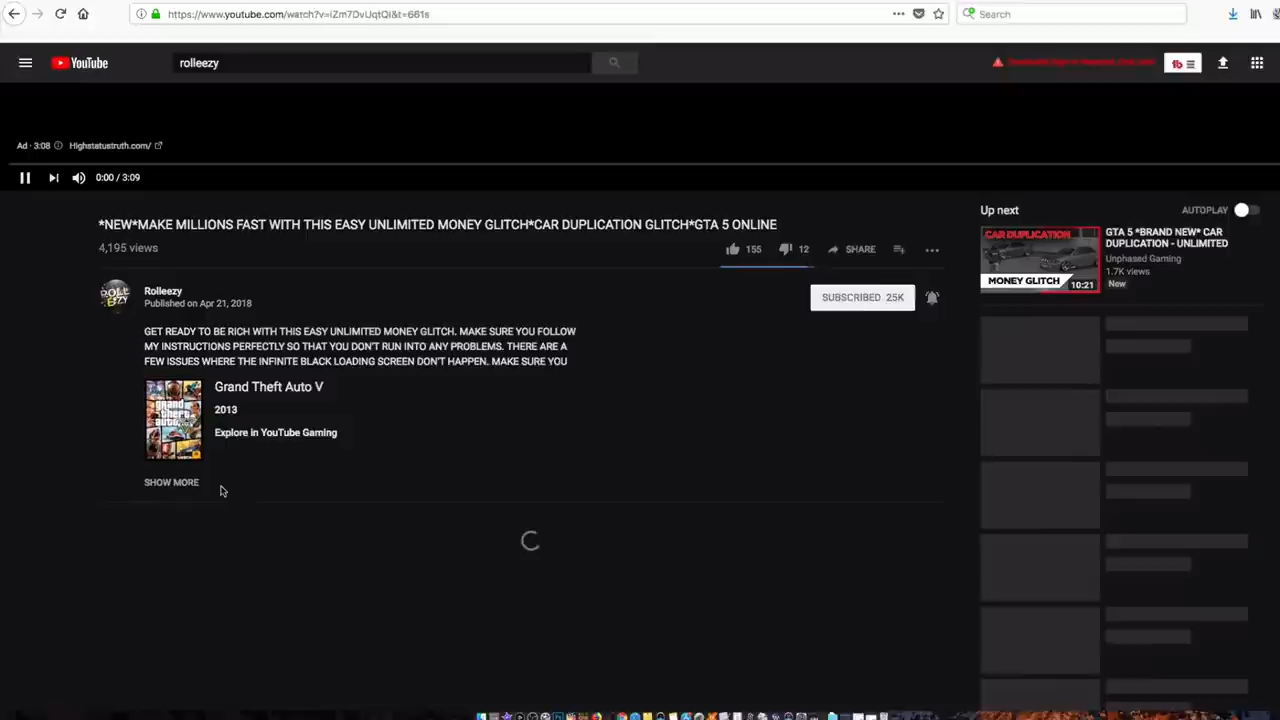 https://www.youtube.com/watch?v=iZm7DvUqtQi&t=661s
Search
YouTube
rolleezy
Ad · 3:08
Highstatustruth.com/
0:00 / 3:09
*NEW*MAKE MILLIONS FAST WITH THIS EASY UNLIMITED MONEY GLITCH*CAR DUPLICATION GLITCH*GTA 5 ONLINE
4,195 views
155
12
SHARE
Rolleezy
Published on Apr 21, 2018
SUBSCRIBED 25K
GET READY TO BE RICH WITH THIS EASY UNLIMITED MONEY GLITCH. MAKE SURE YOU FOLLOW
MY INSTRUCTIONS PERFECTLY SO THAT YOU DON'T RUN INTO ANY PROBLEMS. THERE ARE A
FEW ISSUES WHERE THE INFINITE BLACK LOADING SCREEN DON'T HAPPEN. MAKE SURE YOU
grand
theft
auto
Grand Theft Auto V
2013
Explore in YouTube Gaming
SHOW MORE
Up next
AUTOPLAY
CAR DUPLICATION
MONEY GLITCH
10:21
GTA 5 *BRAND NEW* CAR
DUPLICATION - UNLIMITED
Unphased Gaming
1.7K views
New